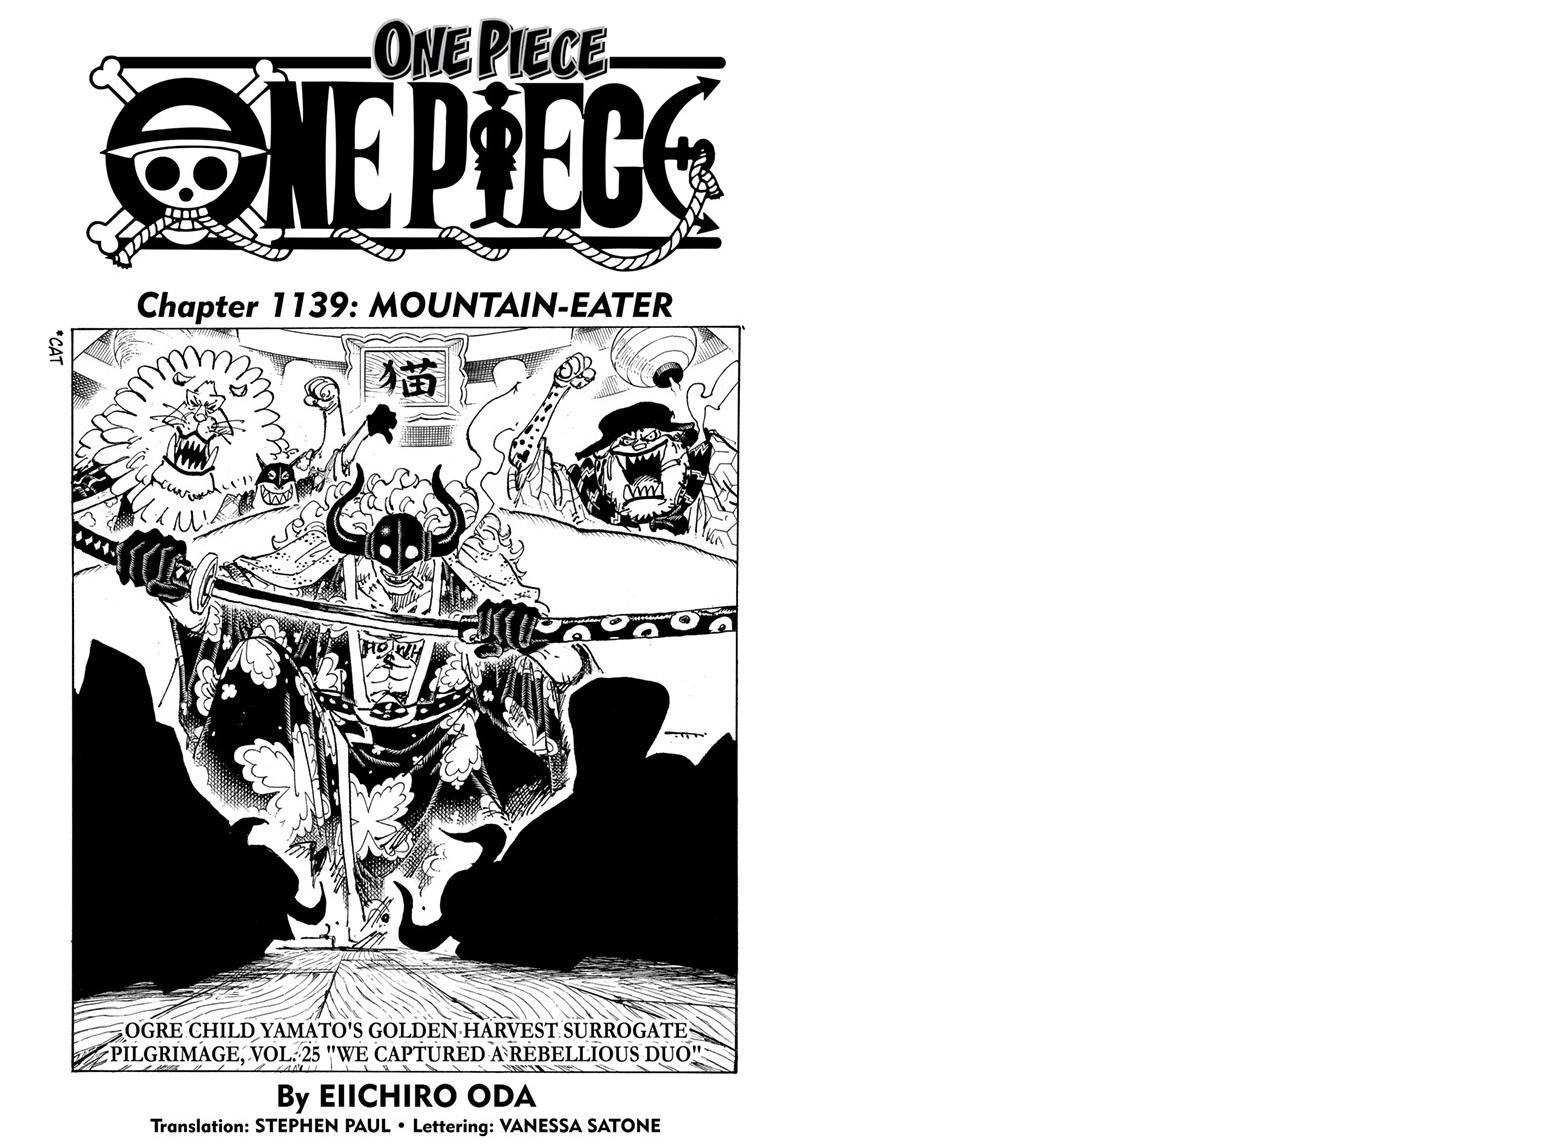 ONE PIECE
ONE PIECE
Chapter 1139: MOUNTAIN-EATER
*CAT
猫
OGRE CHILD YAMATO'S GOLDEN HARVEST SURROGATE
PILGRIMAGE, VOL. 25 "WE CAPTURED A REBELLIOUS DUO"
By EIICHIRO ODA
Translation: STEPHEN PAUL • Lettering: VANESSA SATONE